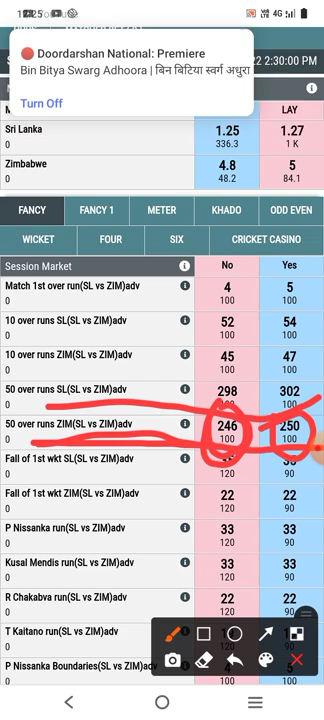 🔴 Doordarshan National: Premiere
Bin Bitya Swarg Adhoora | बिन बिटिया स्वर्ग अधुरा
Turn Off
4G
22 2:30:00 PM
LAY
Sri Lanka 1.25 1.27
0 336.3 1 K
Zimbabwe 4.8 5
0 48.2 84.1
FANCY FANCY 1 METER KHADO ODD EVEN
WICKET FOUR SIX CRICKET CASINO
Session Market No Yes
Match 1st over run(SL vs ZIM)adv 4 5
0 100 100
10 over runs SL(SL vs ZIM)adv 52 54
0 100 100
10 over runs ZIM(SL vs ZIM)adv 45 47
0 100 100
50 over runs SL(SL vs ZIM)adv 298 302
0 100
50 over runs ZIM(SL vs ZIM)adv 246 250
0 100 100
Fall of 1st wkt SL(SL vs ZIM)adv
0 120 90
Fall of 1st wkt ZIM(SL vs ZIM)adv 22 22
0 120 90
P Nissanka run(SL vs ZIM)adv 33 33
0 120 90
Kusal Mendis run(SL vs ZIM)adv 33 33
0 120 90
R Chakabva run(SL vs ZIM)adv 22 22
0 120 90
T Kaitano run(SL vs ZIM)adv
0
P Nissanka Boundaries(SL vs ZIM)adv
0 100 100